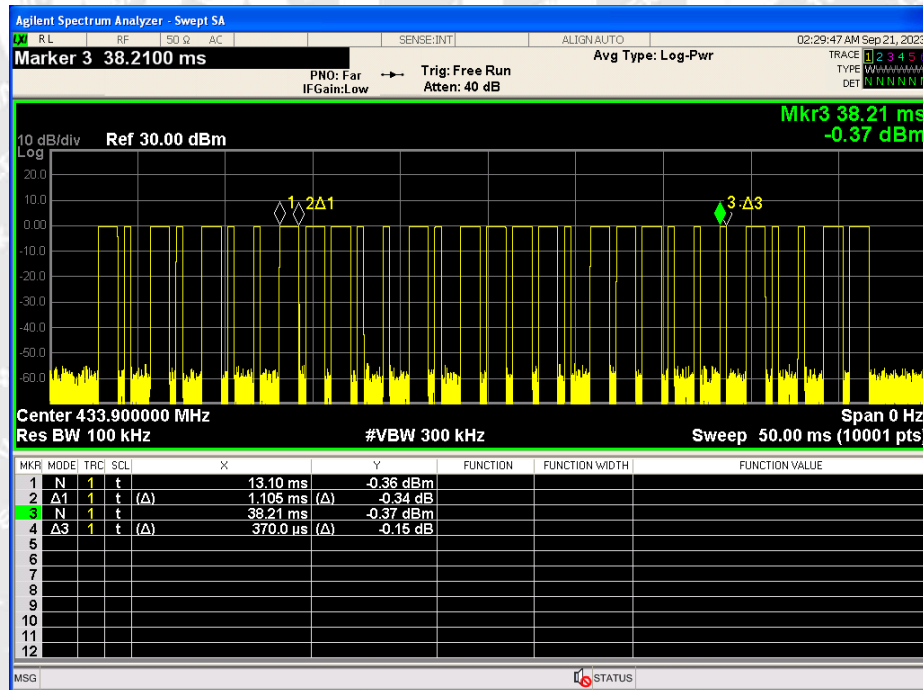 Agilent Spectrum Analyzer - Swept SA
LXI RL RF 50 Ω AC SENSE:INT ALIGN AUTO 02:29:47 AM Sep 21, 2023
Marker 3 38.2100 ms
PNO: Far
IFGain:Low
Trig: Free Run
Atten: 40 dB
Avg Type: Log-Pwr
TRACE 1 2 3 4 5
TYPE W
DET N N N N N
Mkr3 38.21 ms
-0.37 dBm
10 dB/div Ref 30.00 dBm
Log
20.0
10.0
0.00
-10.0
-20.0
-30.0
-40.0
-50.0
-60.0
1 2Δ1 3 Δ3
Center 433.900000 MHz Span 0 Hz
Res BW 100 kHz #VBW 300 kHz Sweep 50.00 ms (10001 pts)
MKR MODE TRC SCL X Y FUNCTION FUNCTION WIDTH FUNCTION VALUE
1 N 1 t 13.10 ms -0.36 dBm
2 Δ1 1 t (Δ) 1.105 ms (Δ) -0.34 dB
3 N 1 t 38.21 ms -0.37 dBm
4 Δ3 1 t (Δ) 370.0 µs (Δ) -0.15 dB
5
6
7
8
9
10
11
12
MSG STATUS